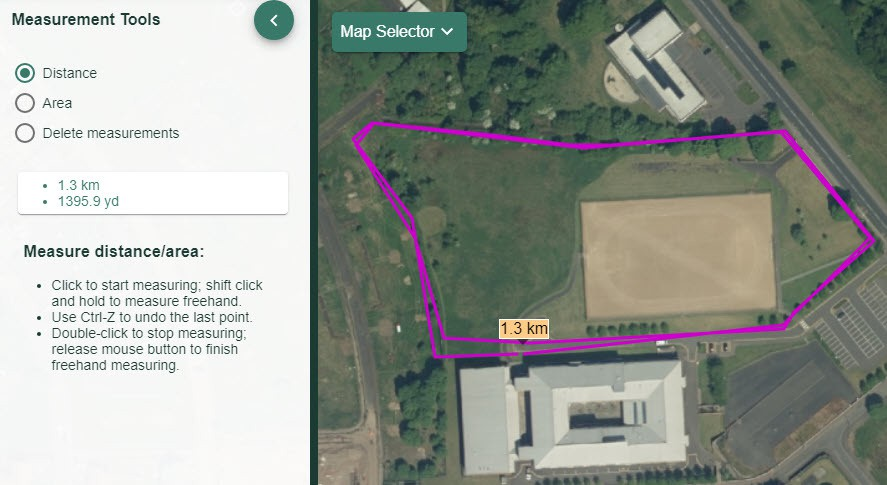 Measurement Tools
Map Selector
Distance
Area
Delete measurements
1.3 km
1395.9 yd
Measure distance/area:
Click to start measuring; shift click
and hold to measure freehand.
Use Ctrl-Z to undo the last point.
Double-click to stop measuring;
release mouse button to finish
freehand measuring.
1.3 km